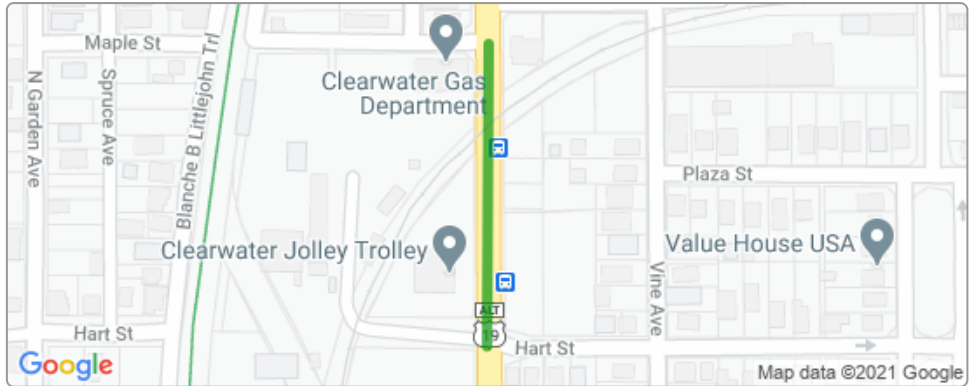 Maple St
N Garden Ave
Spruce Ave
Blanche B Littlejohn Trl
Clearwater Gas
Department
Plaza St
Clearwater Jolley Trolley
Value House USA
Vine Ave
ALT
19
Hart St
Hart St
Google
Map data ©2021 Google